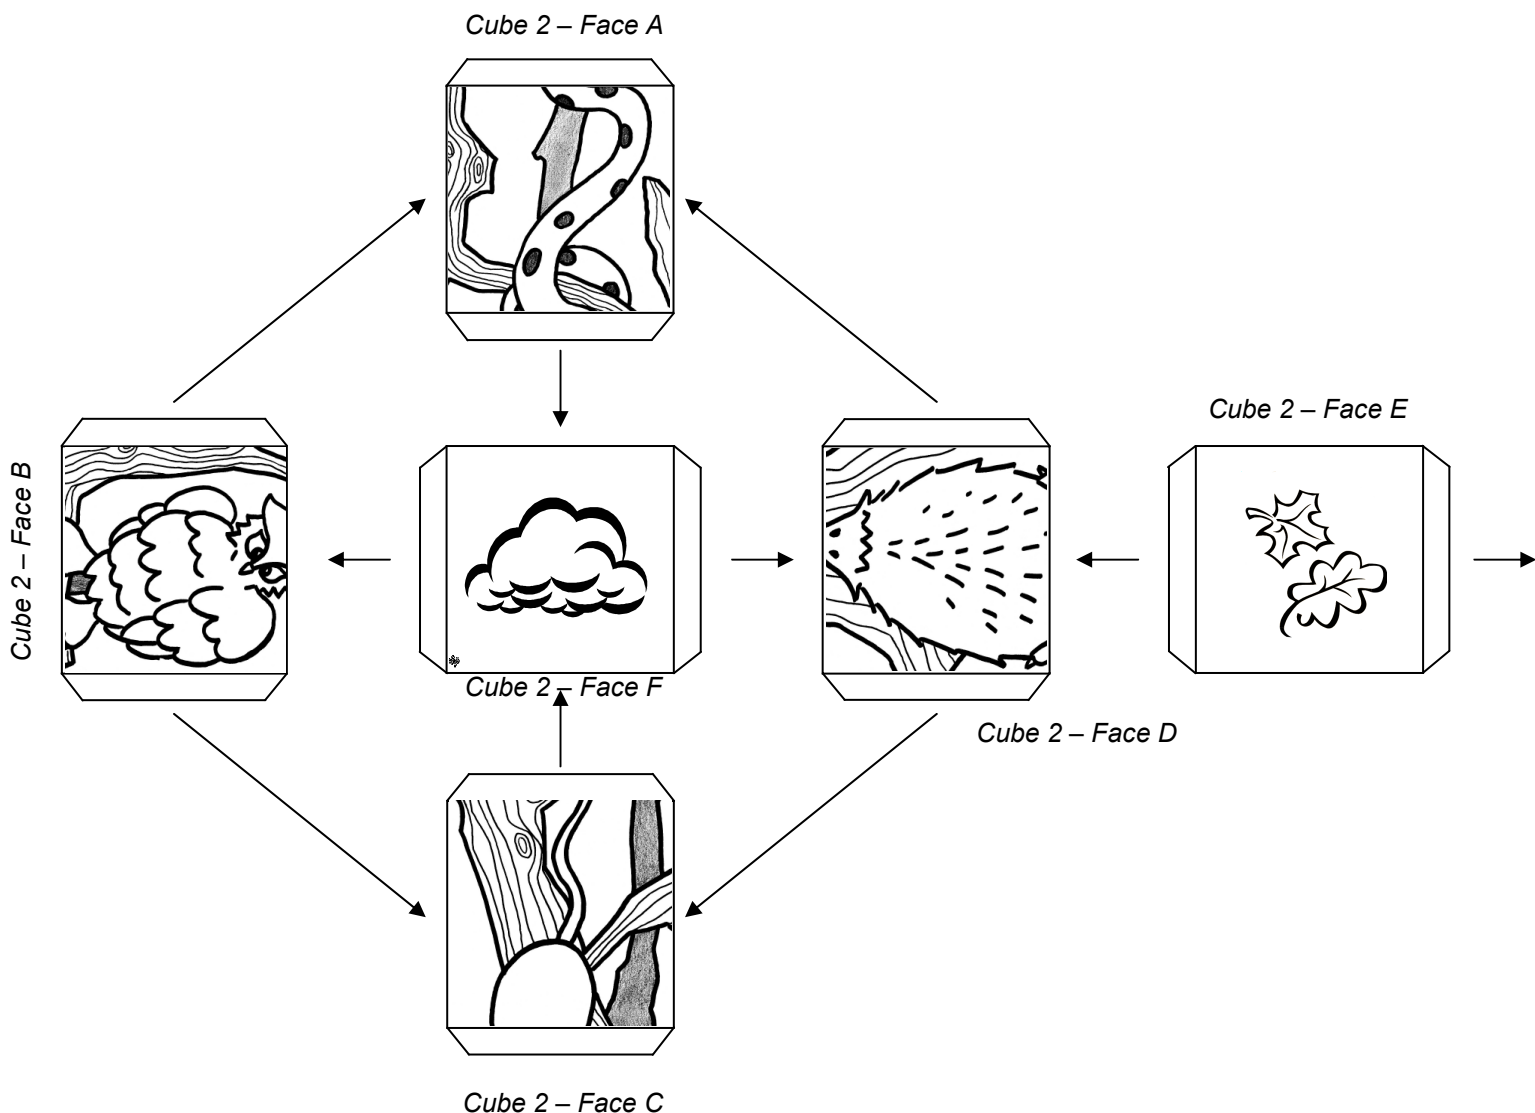 Cube 2 – Face A
Cube 2 – Face E
Cube 2 – Face B
Cube 2 – Face F
Cube 2 – Face D
Cube 2 – Face C